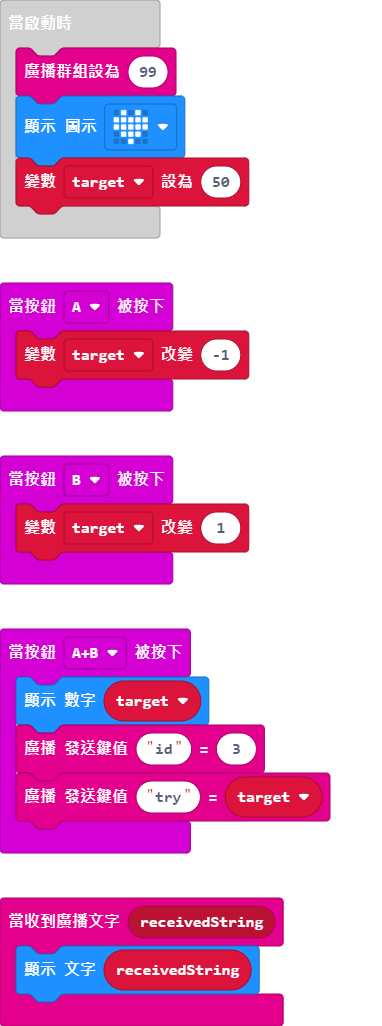 當啟動時
廣播群組設為 99
顯示 圖示
變數 target 設為 50
當按鈕 A 被按下
變數 target 改變 -1
當按鈕 B 被按下
變數 target 改變 1
當按鈕 A+B 被按下
顯示 數字 target
廣播 發送鍵值 "id" = 3
廣播 發送鍵值 "try" = target
當收到廣播文字 receivedString
顯示 文字 receivedString